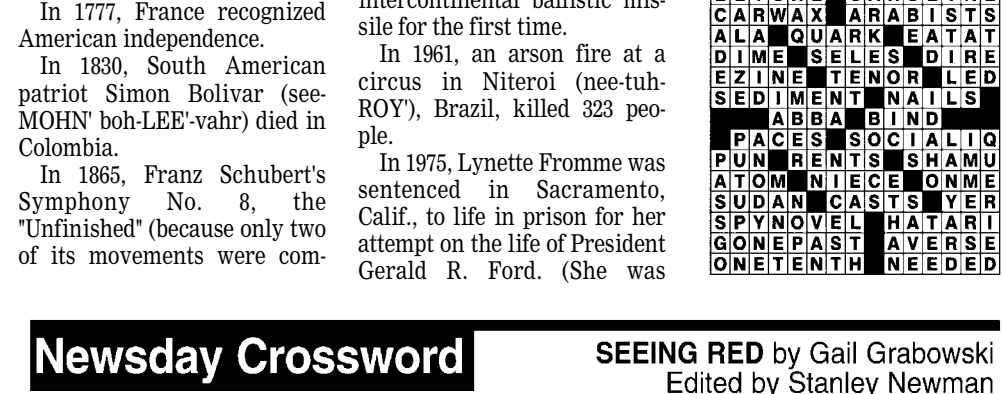 In 1777, France recognized
American independence.
In 1830, South American
patriot Simon Bolivar (see-
MOHN' boh-LEE'-vahr) died in
Colombia.
In 1865, Franz Schubert's
Symphony No. 8, the
"Unfinished" (because only two
of its movements were com-
intercontinental ballistic mis-
sile for the first time.
In 1961, an arson fire at a
circus in Niteroi (nee-tuh-
ROY'), Brazil, killed 323 peo-
ple.
In 1975, Lynette Fromme was
sentenced in Sacramento,
Calif., to life in prison for her
attempt on the life of President
Gerald R. Ford. (She was
CARWAX ARABISTS
ALA QUARK EATAT
DIME SELES DIRE
EZINE TENOR LED
SEDIMENT NAILS
ABBA BIND
PACES SOCIALIQ
PUN RENTS SHAMU
ATOM NIECE ONME
SUDAN CASTS YER
SPYNOVEL HATARI
GONEPAST AVERSE
ONETENTH NEEDED
Newsday Crossword
SEEING RED by Gail Grabowski
Edited by Stanley Newman